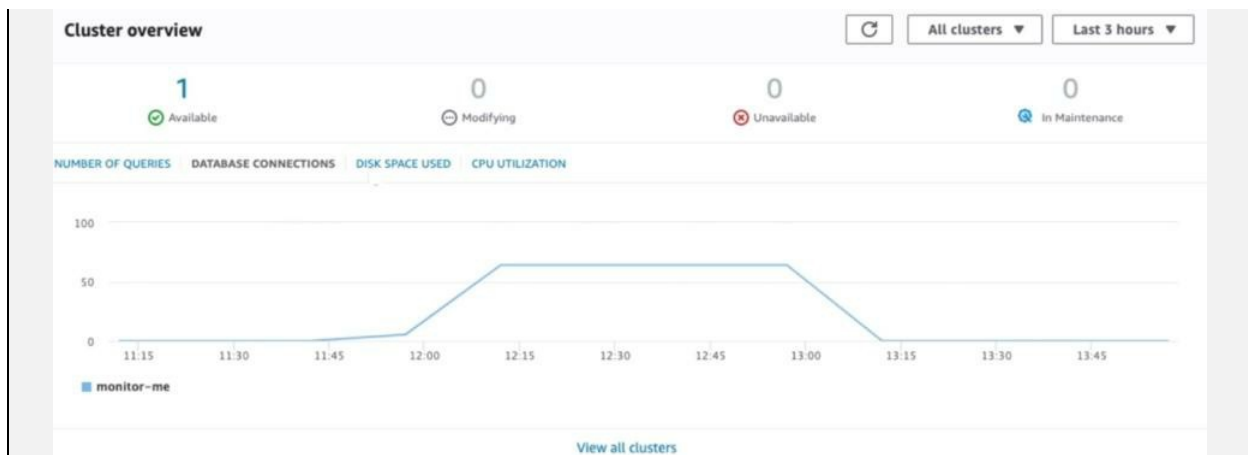 Cluster overview
All clusters
Last 3 hours
1
Available
0
Modifying
0
Unavailable
0
In Maintenance
NUMBER OF QUERIES
DATABASE CONNECTIONS
DISK SPACE USED
CPU UTILIZATION
100
50
0
11:15
11:30
11:45
12:00
12:15
12:30
12:45
13:00
13:15
13:30
13:45
monitor-me
View all clusters